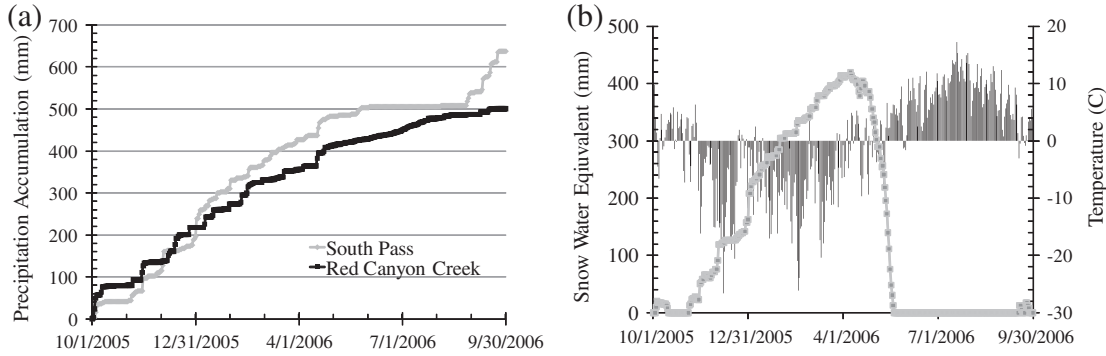 (a)
Precipitation Accumulation (mm)
700
600
500
400
300
200
100
0
10/1/2005 12/31/2005 4/1/2006 7/1/2006 9/30/2006
South Pass
Red Canyon Creek
(b)
Snow Water Equivalent (mm)
500
400
300
200
100
0
10/1/2005 12/31/2005 4/1/2006 7/1/2006 9/30/2006
20
10
0
-10
-20
-30
Temperature (C)